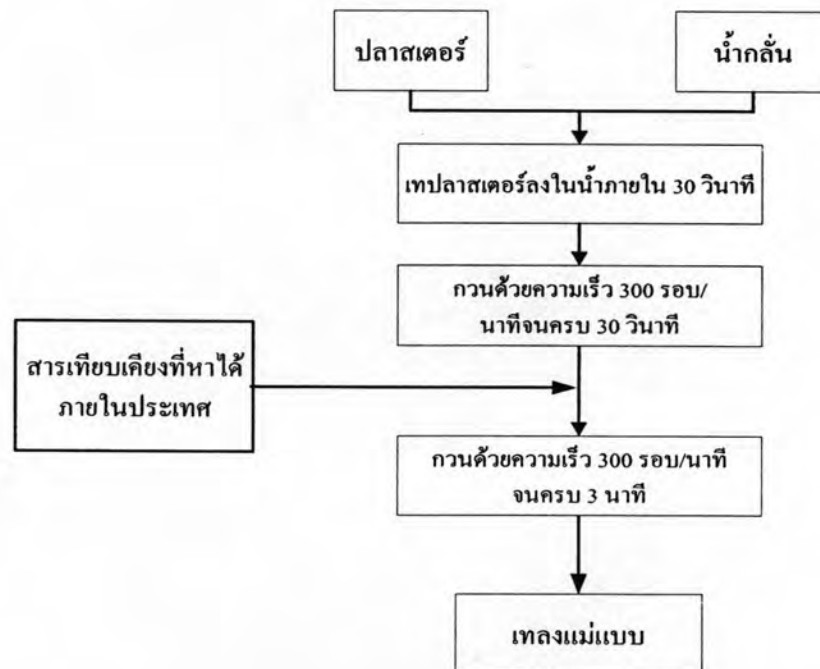 ปลาสเตอร์
น้ำกลั่น
เทปลาสเตอร์ลงในน้ำภายใน 30 วินาที
กวนด้วยความเร็ว 300 รอบ/
นาทีจนครบ 30 วินาที
สารเทียบเคียงที่หาได้
ภายในประเทศ
กวนด้วยความเร็ว 300 รอบ/นาที
จนครบ 3 นาที
เทลงแม่แบบ